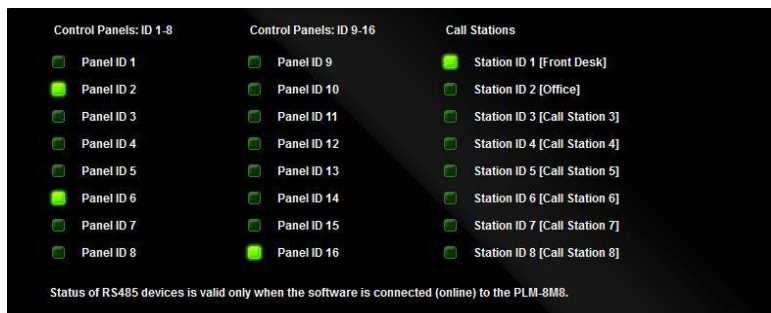 Control Panels: ID 1-8 Control Panels: ID 9-16 Call Stations
Panel ID 1 Panel ID 9 Station ID 1 [Front Desk]
Panel ID 2 Panel ID 10 Station ID 2 [Office]
Panel ID 3 Panel ID 11 Station ID 3 [Call Station 3]
Panel ID 4 Panel ID 12 Station ID 4 [Call Station 4]
Panel ID 5 Panel ID 13 Station ID 5 [Call Station 5]
Panel ID 6 Panel ID 14 Station ID 6 [Call Station 6]
Panel ID 7 Panel ID 15 Station ID 7 [Call Station 7]
Panel ID 8 Panel ID 16 Station ID 8 [Call Station 8]
Status of RS485 devices is valid only when the software is connected (online) to the PLM-8M8.